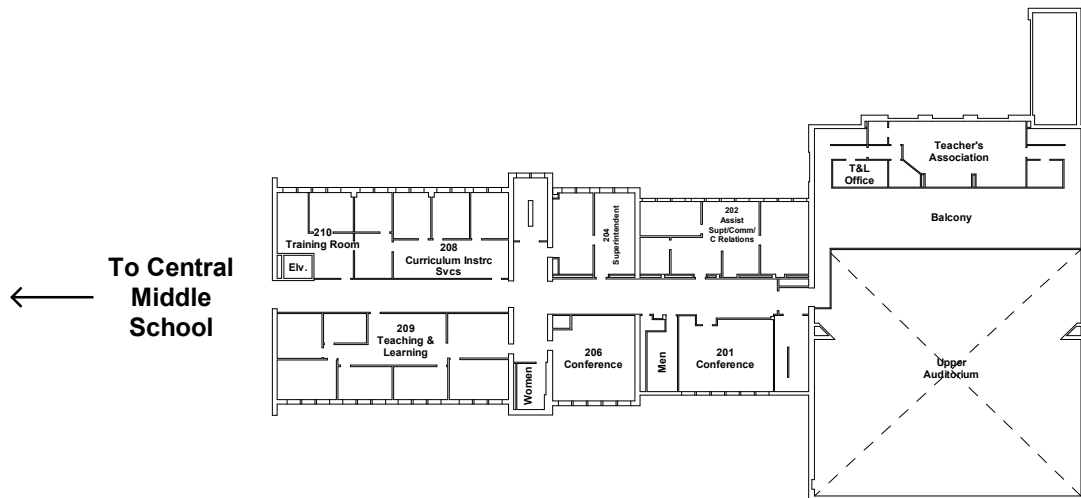 To Central
Middle
School
210
Training Room
Elv.
208
Curriculum Instrc
Svcs
204
Superintendent
202
Assist
Supt/Comm/
C Relations
Teacher's
Association
T&L
Office
Balcony
209
Teaching &
Learning
Women
206
Conference
Men
201
Conference
Upper
Auditorium